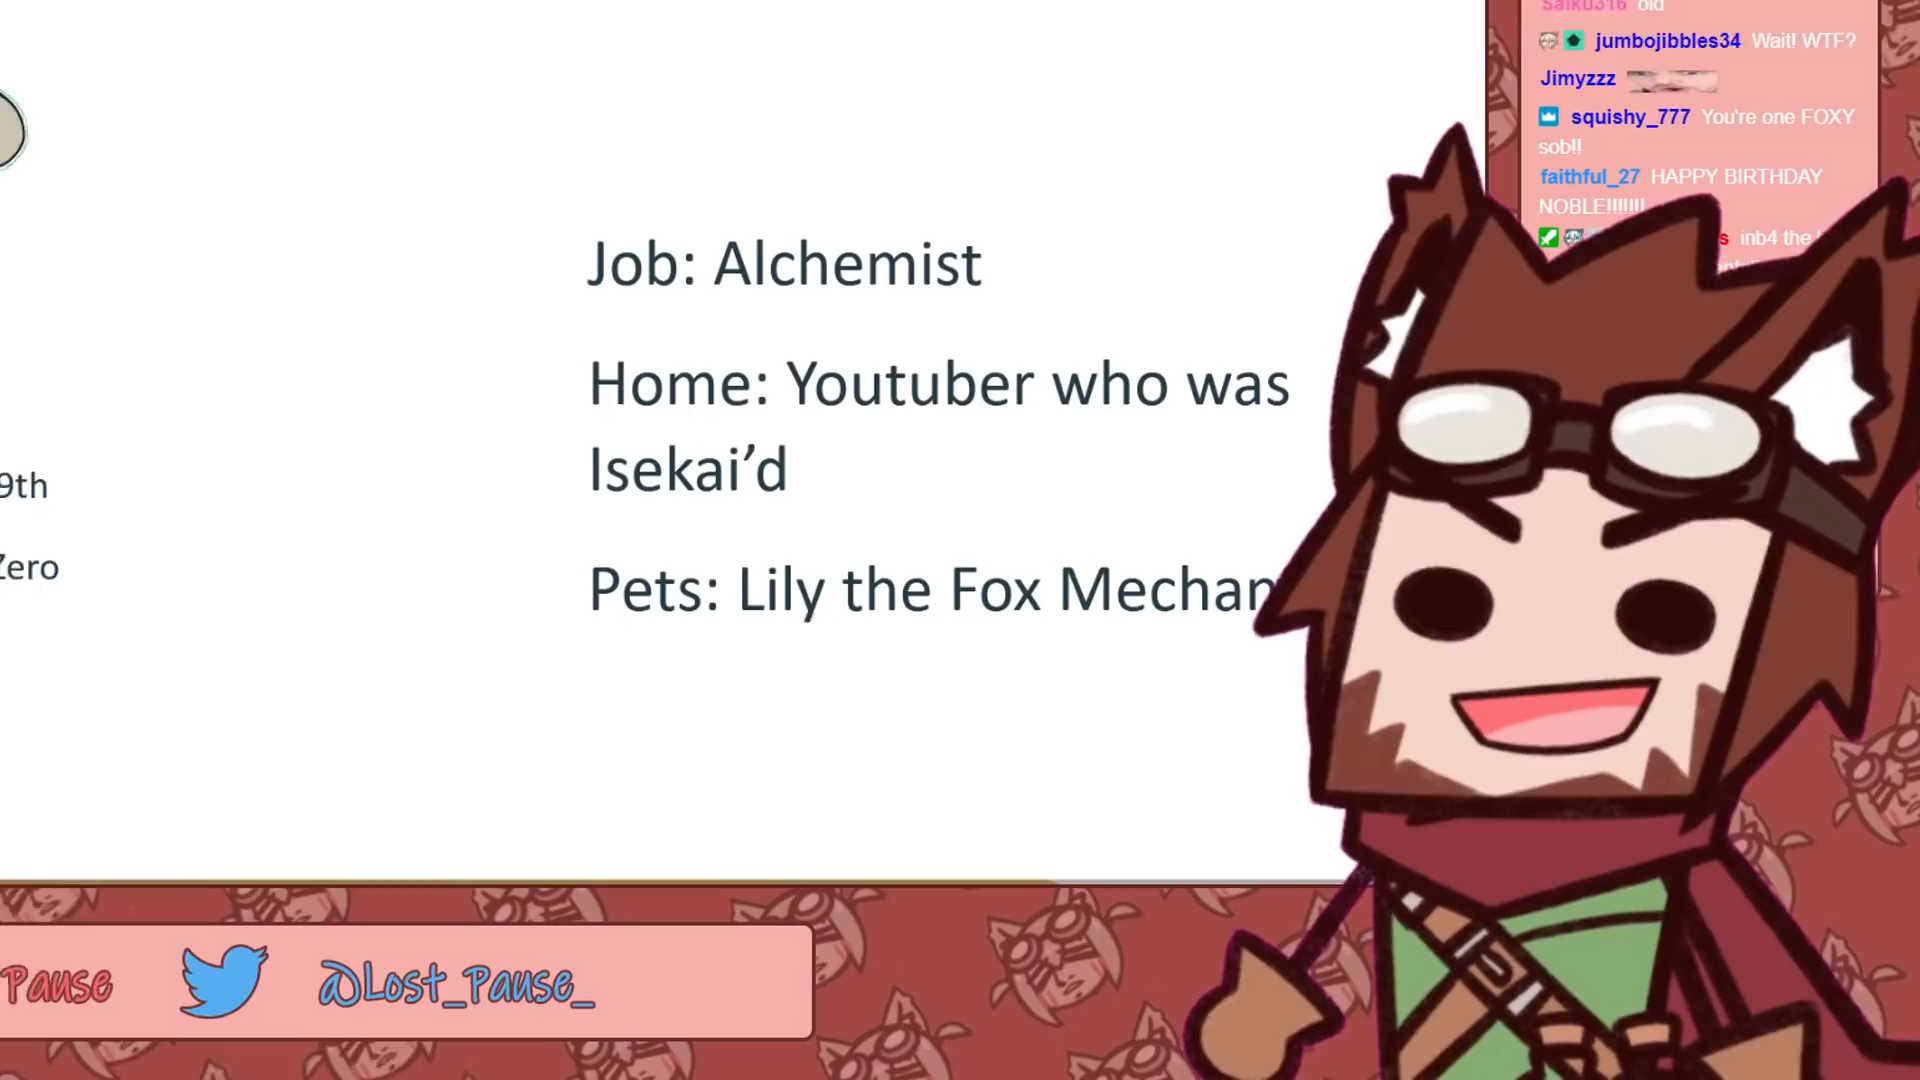 Job: Alchemist
Home: Youtuber who was
Isekai’d
Pets: Lily the Fox Mechan
9th
Zero
Saiku316 old
jumbojibbles34 Wait! WTF?
Jimyzzz
squishy_777 You're one FOXY
sob!!
faithful_27 HAPPY BIRTHDAY
NOBLE!!!!!!!
s inb4 the
Pause
@Lost_Pause_